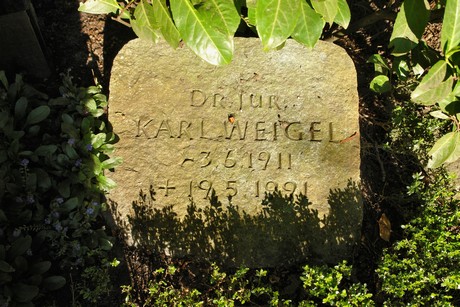 DR. JUR.
KARL WEIGEL
* 3.6.1911
+ 19.5.1991